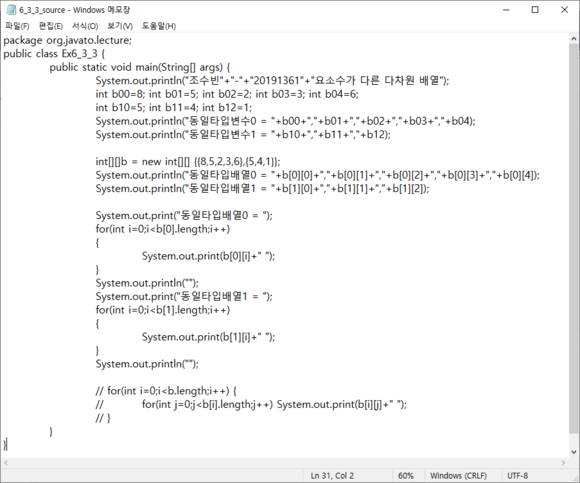 6_3_3_source - Windows 메모장
파일(F) 편집(E) 서식(O) 보기(V) 도움말(H)
package org.javato.lecture;
public class Ex6_3_3 {
public static void main(String[] args) {
System.out.println("조수빈"+"-"+"20191361"+"요소수가 다른 다차원 배열");
int b00=8; int b01=5; int b02=2; int b03=3; int b04=6;
int b10=5; int b11=4; int b12=1;
System.out.println("동일타입변수0 = "+b00+","+b01+","+b02+","+b03+","+b04);
System.out.println("동일타입변수1 = "+b10+","+b11+","+b12);
int[][]b = new int[][] {{8,5,2,3,6},{5,4,1}};
System.out.println("동일타입배열0 = "+b[0][0]+","+b[0][1]+","+b[0][2]+","+b[0][3]+","+b[0][4]);
System.out.println("동일타입배열1 = "+b[1][0]+","+b[1][1]+","+b[1][2]);
System.out.print("동일타입배열0 = ");
for(int i=0;i<b[0].length;i++)
{
System.out.print(b[0][i]+" ");
}
System.out.println("");
System.out.print("동일타입배열1 = ");
for(int i=0;i<b[1].length;i++)
{
System.out.print(b[1][i]+" ");
}
System.out.println("");
// for(int i=0;i<b.length;i++) {
// for(int j=0;j<b[i].length;j++) System.out.print(b[i][j]+" ");
// }
}
}
Ln 31, Col 2 60% Windows (CRLF) UTF-8